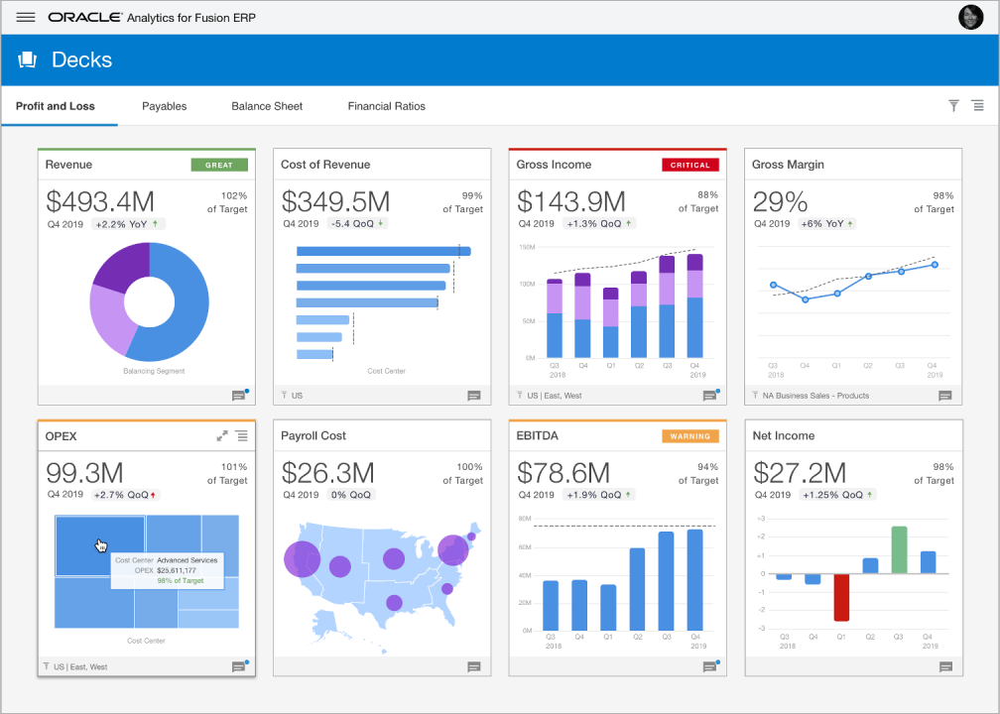 ORACLE® Analytics for Fusion ERP
Decks
Profit and Loss Payables Balance Sheet Financial Ratios
Revenue GREAT
$493.4M 102%
of Target
Q4 2019 +2.2% YoY ↑
Balancing Segment
Cost of Revenue
$349.5M 99%
of Target
Q4 2019 -5.4 QoQ ↓
Cost Center
US
Gross Income CRITICAL
$143.9M 88%
of Target
Q4 2019 +1.3% QoQ ↑
150M
100M
50M
0M
Q3 Q4 Q1 Q2 Q3 Q4
2018 2019
US | East, West
Gross Margin
29% 98%
of Target
Q4 2019 +6% YoY ↑
Q3 Q4 Q1 Q2 Q3 Q4
2018 2019
NA Business Sales - Products
OPEX
99.3M 101%
of Target
Q4 2019 +2.7% QoQ ↑
Cost Center Advanced Services
OPEX $25,611,177
98% of Target
Cost Center
US | East, West
Payroll Cost
$26.3M 100%
of Target
Q4 2019 0% QoQ
EBITDA WARNING
$78.6M 94%
of Target
Q4 2019 +1.9% QoQ ↑
80M
60M
40M
20M
0M
Q3 Q4 Q1 Q2 Q3 Q4
2018 2019
Net Income
$27.2M 98%
of Target
Q4 2019 +1.25% QoQ ↑
+3
+2
+1
0
-1
-2
-3
Q3 Q4 Q1 Q2 Q3 Q4
2018 2019